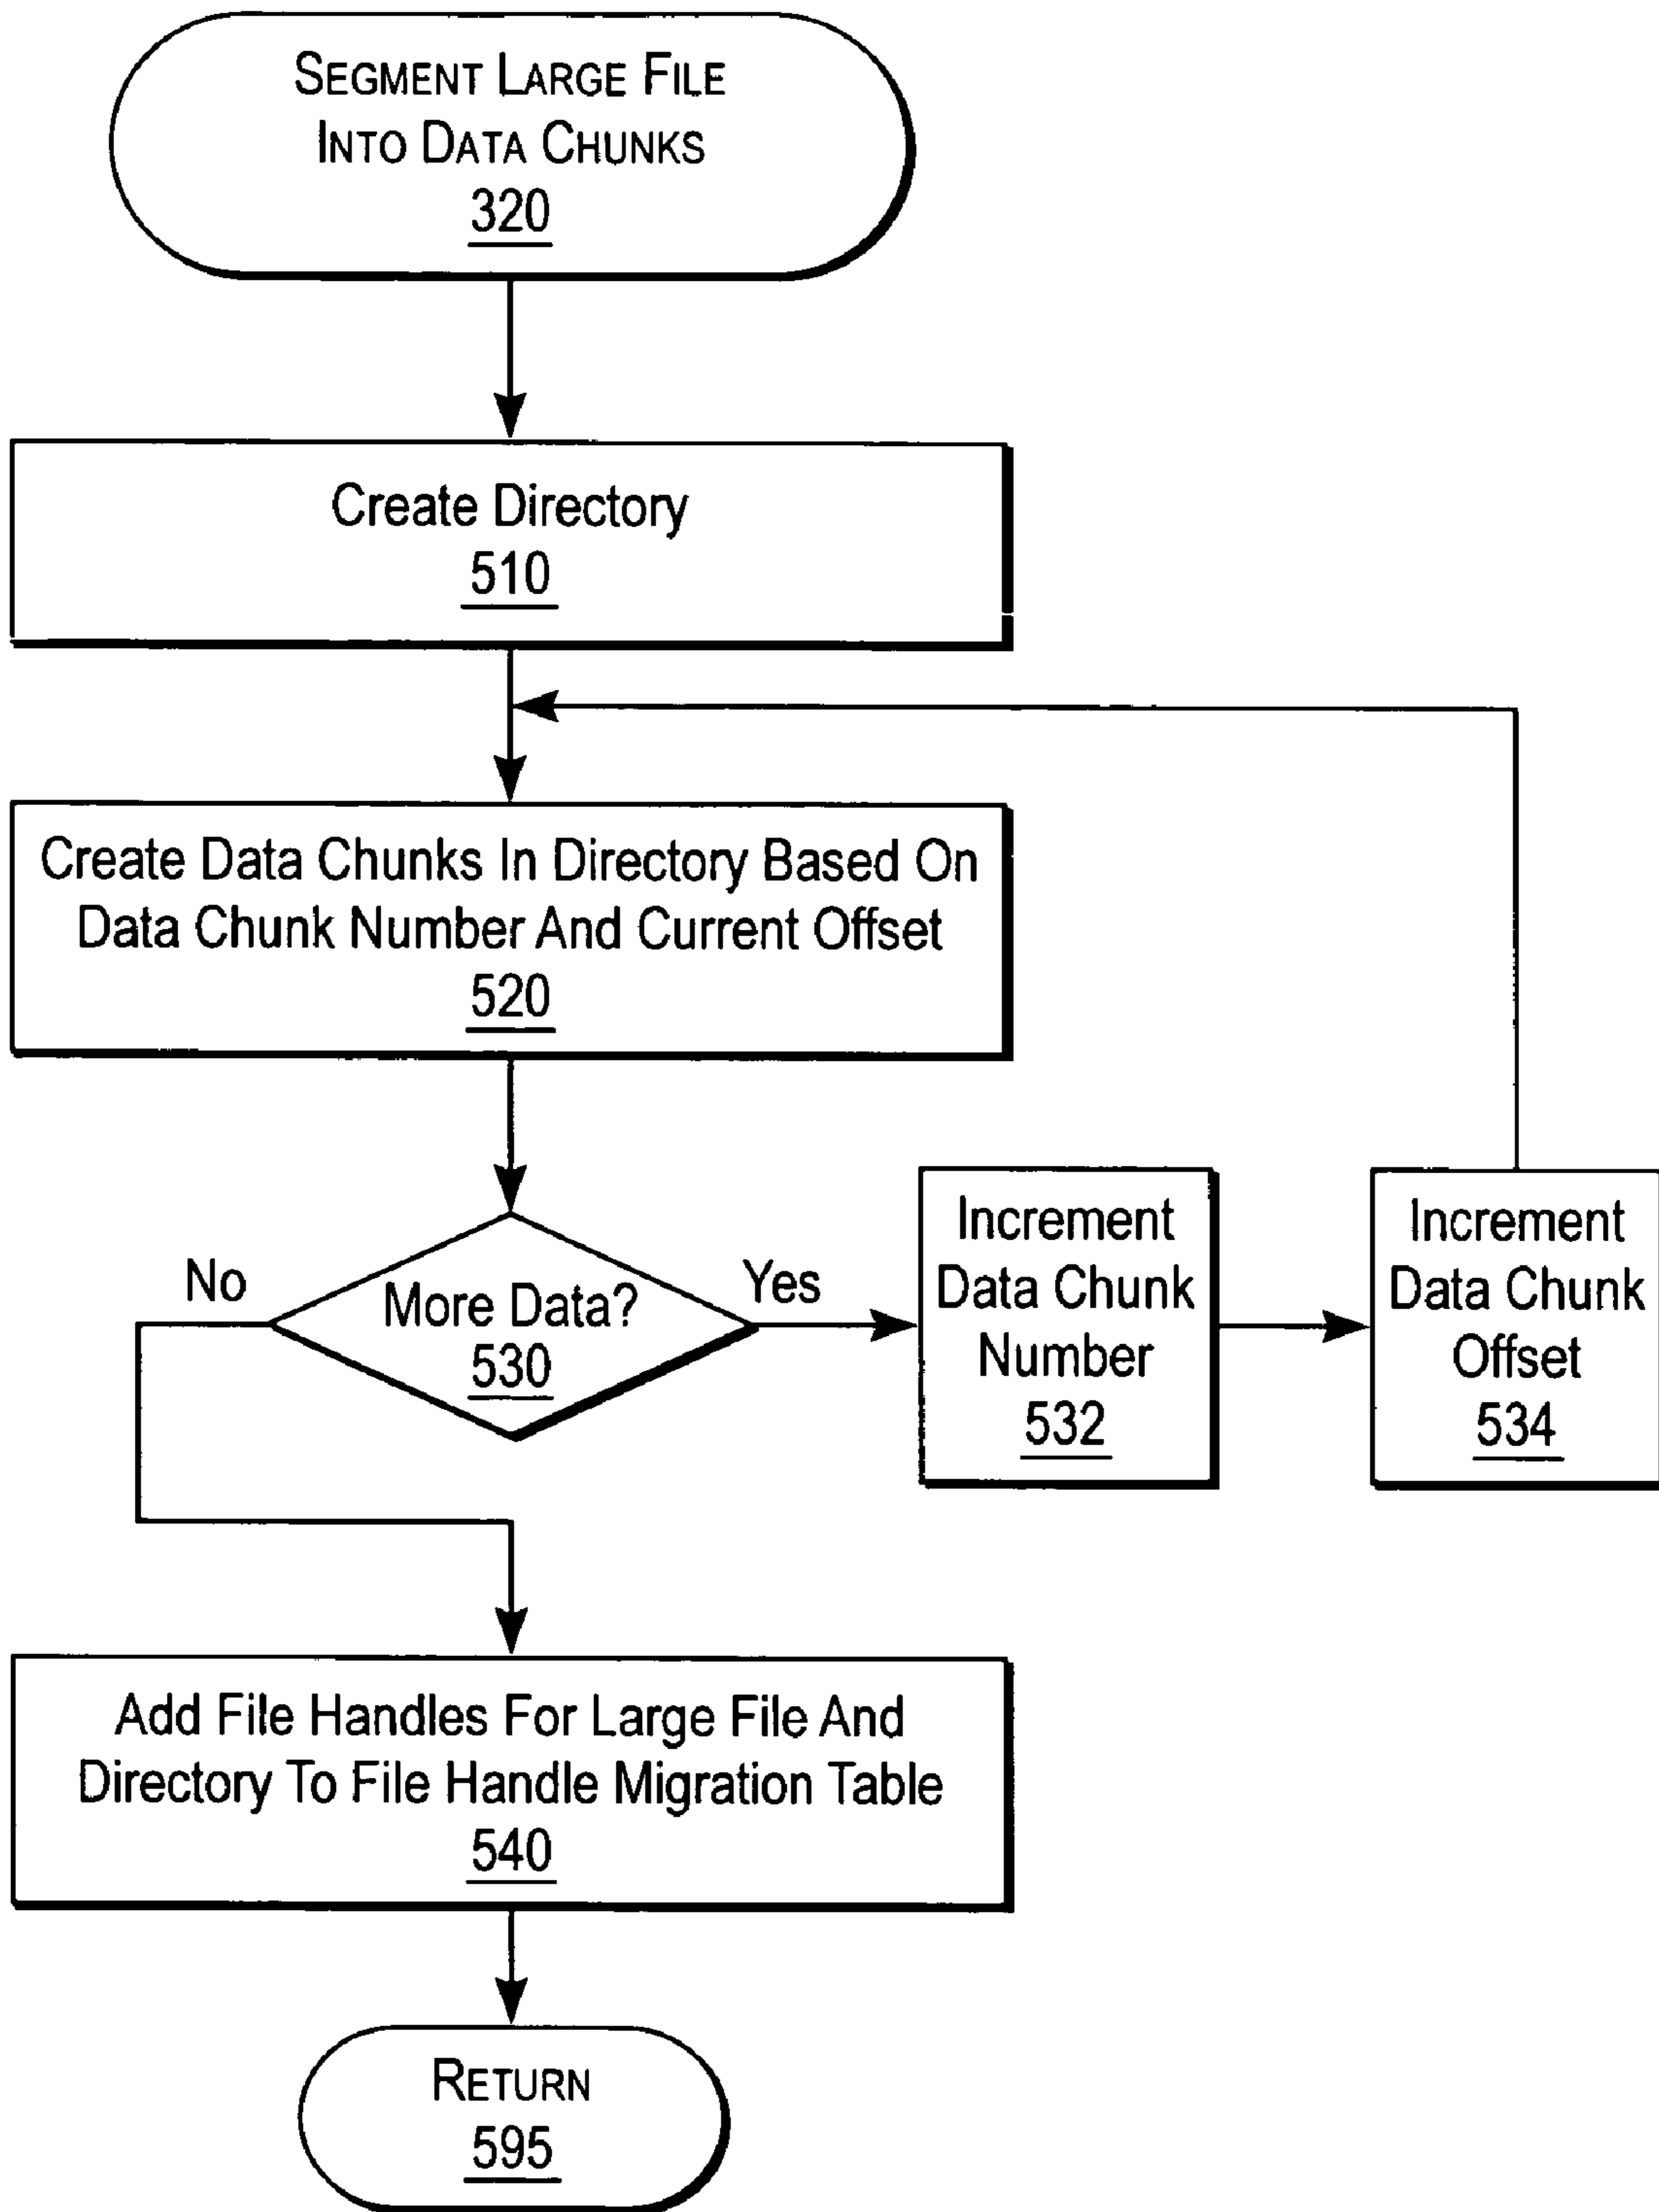 SEGMENT LARGE FILE
INTO DATA CHUNKS
320
Create Directory
510
Create Data Chunks In Directory Based On
Data Chunk Number And Current Offset
520
No
More Data?
530
Yes
Increment
Data Chunk
Number
532
Increment
Data Chunk
Offset
534
Add File Handles For Large File And
Directory To File Handle Migration Table
540
RETURN
595